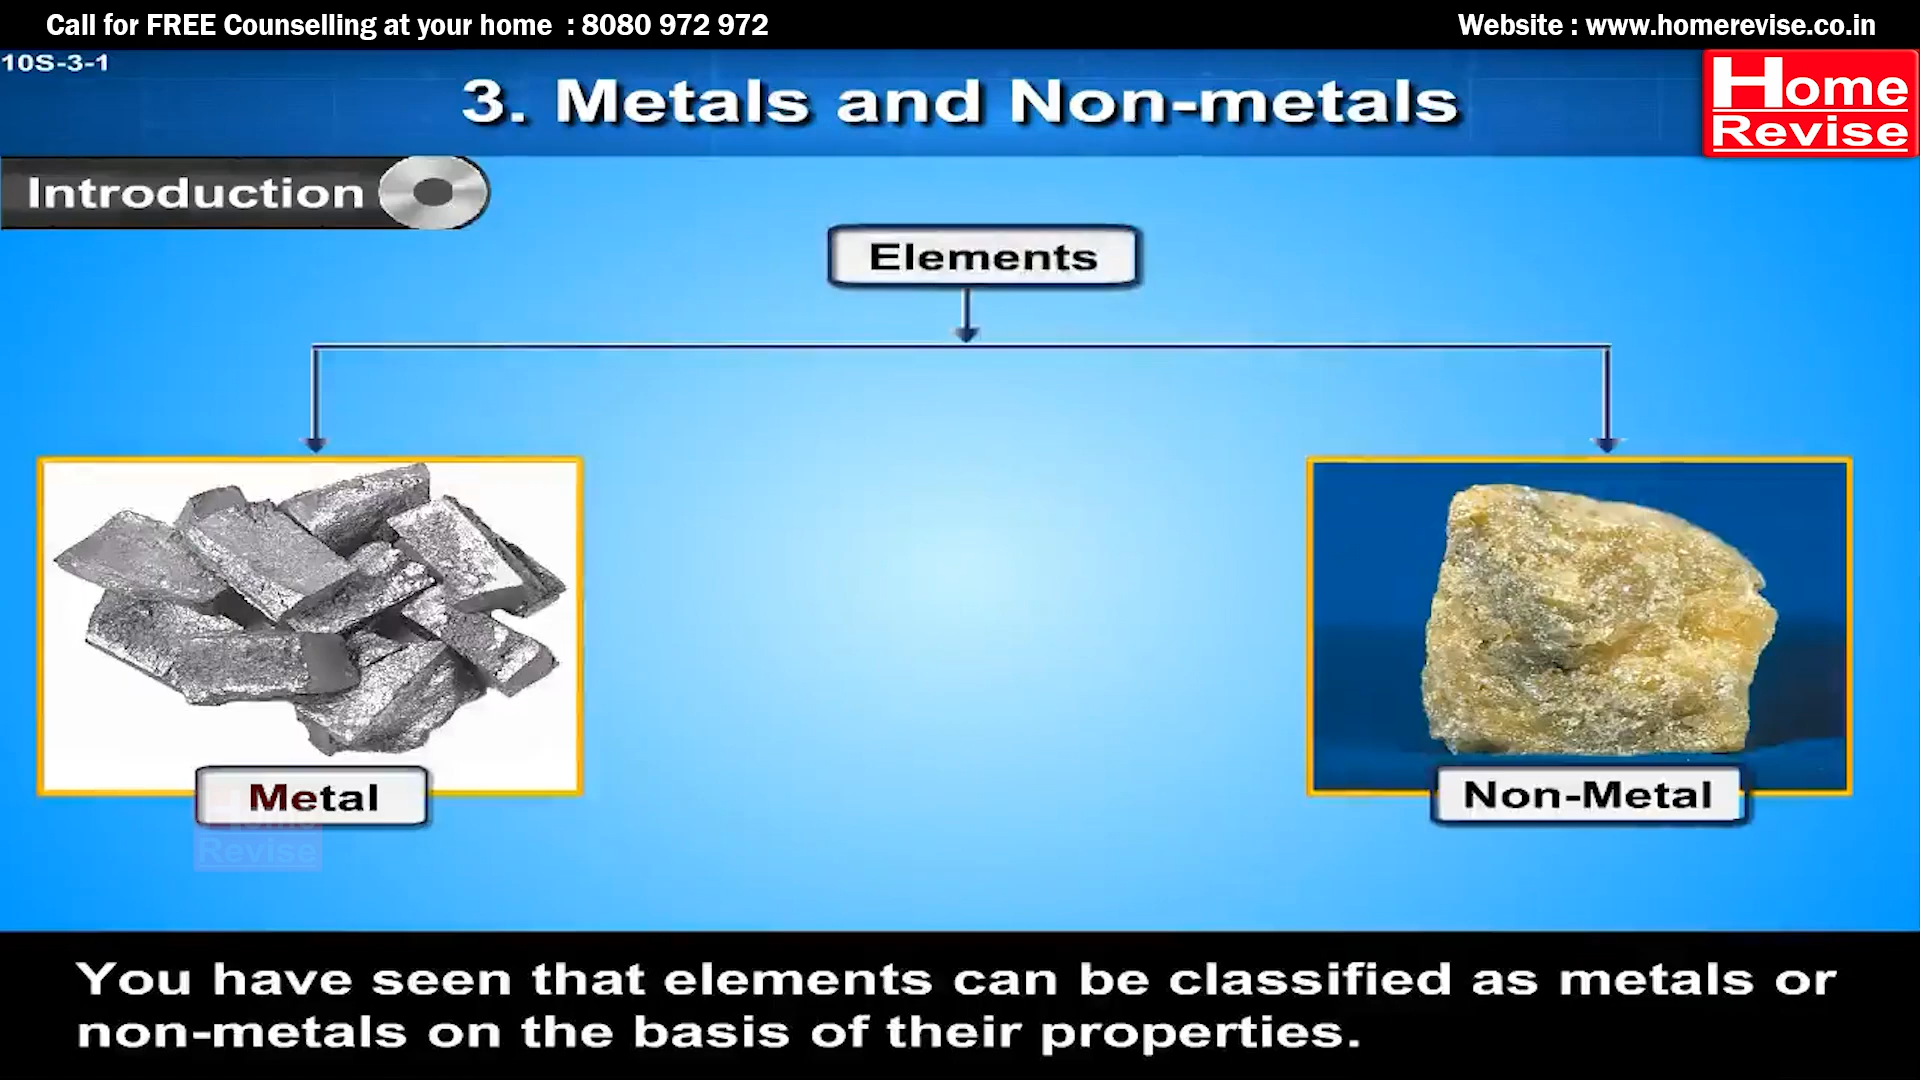 Call for FREE Counselling at your home : 8080 972 972
Website : www.homerevise.co.in
10S-3-1
3. Metals and Non-metals
Home
Revise
Introduction
Elements
Metal
Non-Metal
Home
Revise
You have seen that elements can be classified as metals or
non-metals on the basis of their properties.